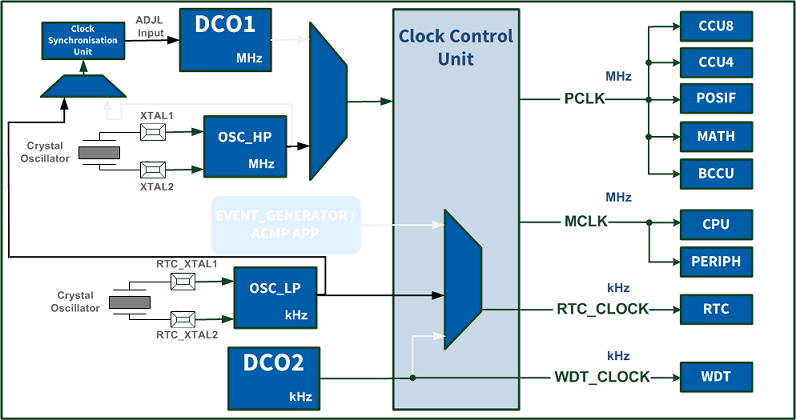 Clock
Synchronisation
Unit
ADJL
Input
DCO1
MHz
Clock Control
Unit
CCU8
MHz
CCU4
PCLK
POSIF
MATH
BCCU
XTAL1
Crystal
Oscillator
XTAL2
OSC_HP
MHz
EVENT_GENERATOR /
ACMP APP
MHz
MCLK
CPU
PERIPH
RTC_XTAL1
Crystal
Oscillator
RTC_XTAL2
OSC_LP
kHz
kHz
RTC_CLOCK
RTC
DCO2
kHz
kHz
WDT_CLOCK
WDT